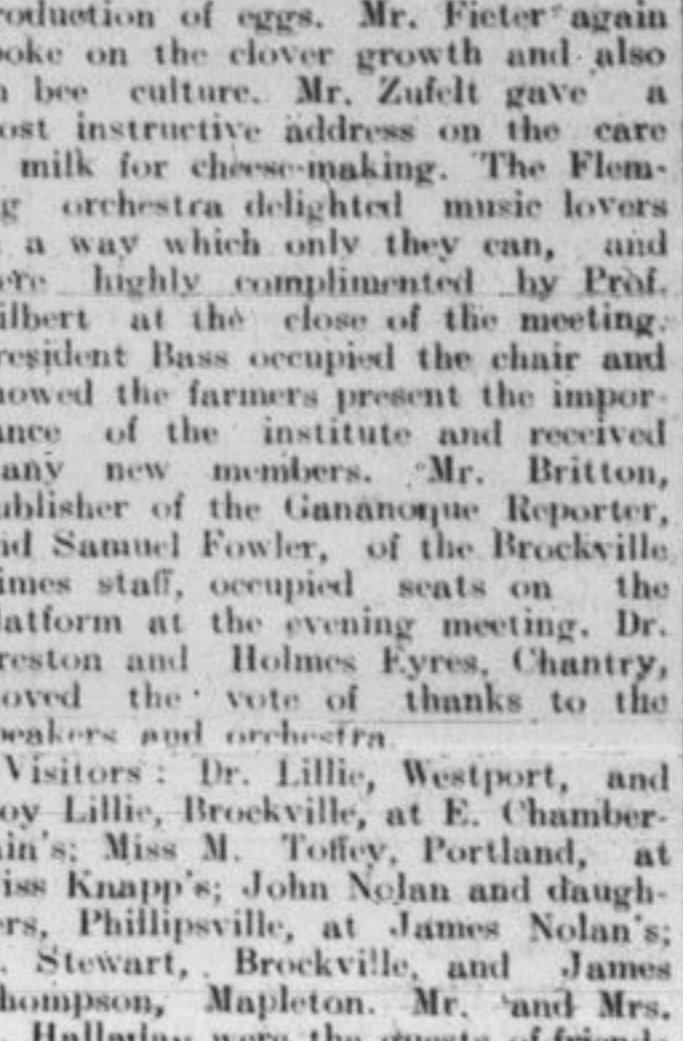 roduction of eggs. Mr. Fieter again
poke on the clover growth and also
n bee culture. Mr. Zufelt gave a
ost instructive address on the care
milk for cheese-making. The Flem-
g orchestra delighted music lovers
a way which only they can, and
ere highly complimented by Prof.
ilbert at the close of the meeting.
resident Bass occupied the chair and
howed the farmers present the impor-
ance of the institute and received
any new members. Mr. Britton,
ublisher of the Gananoque Reporter,
nd Samuel Fowler, of the Brockville
imes staff, occupied seats on the
latform at the evening meeting. Dr.
reston and Holmes Eyres, Chantry,
oved the vote of thanks to the
peakers and orchestra.
Visitors: Dr. Lillie, Westport, and
oy Lillie, Brockville, at E. Chamber-
ain's; Miss M. Toffey, Portland, at
iss Knapp's; John Nolan and daugh-
ers, Phillipsville, at James Nolan's;
. Stewart, Brockville, and James
hompson, Mapleton. Mr. and Mrs.
. Halladay were the guests of friends